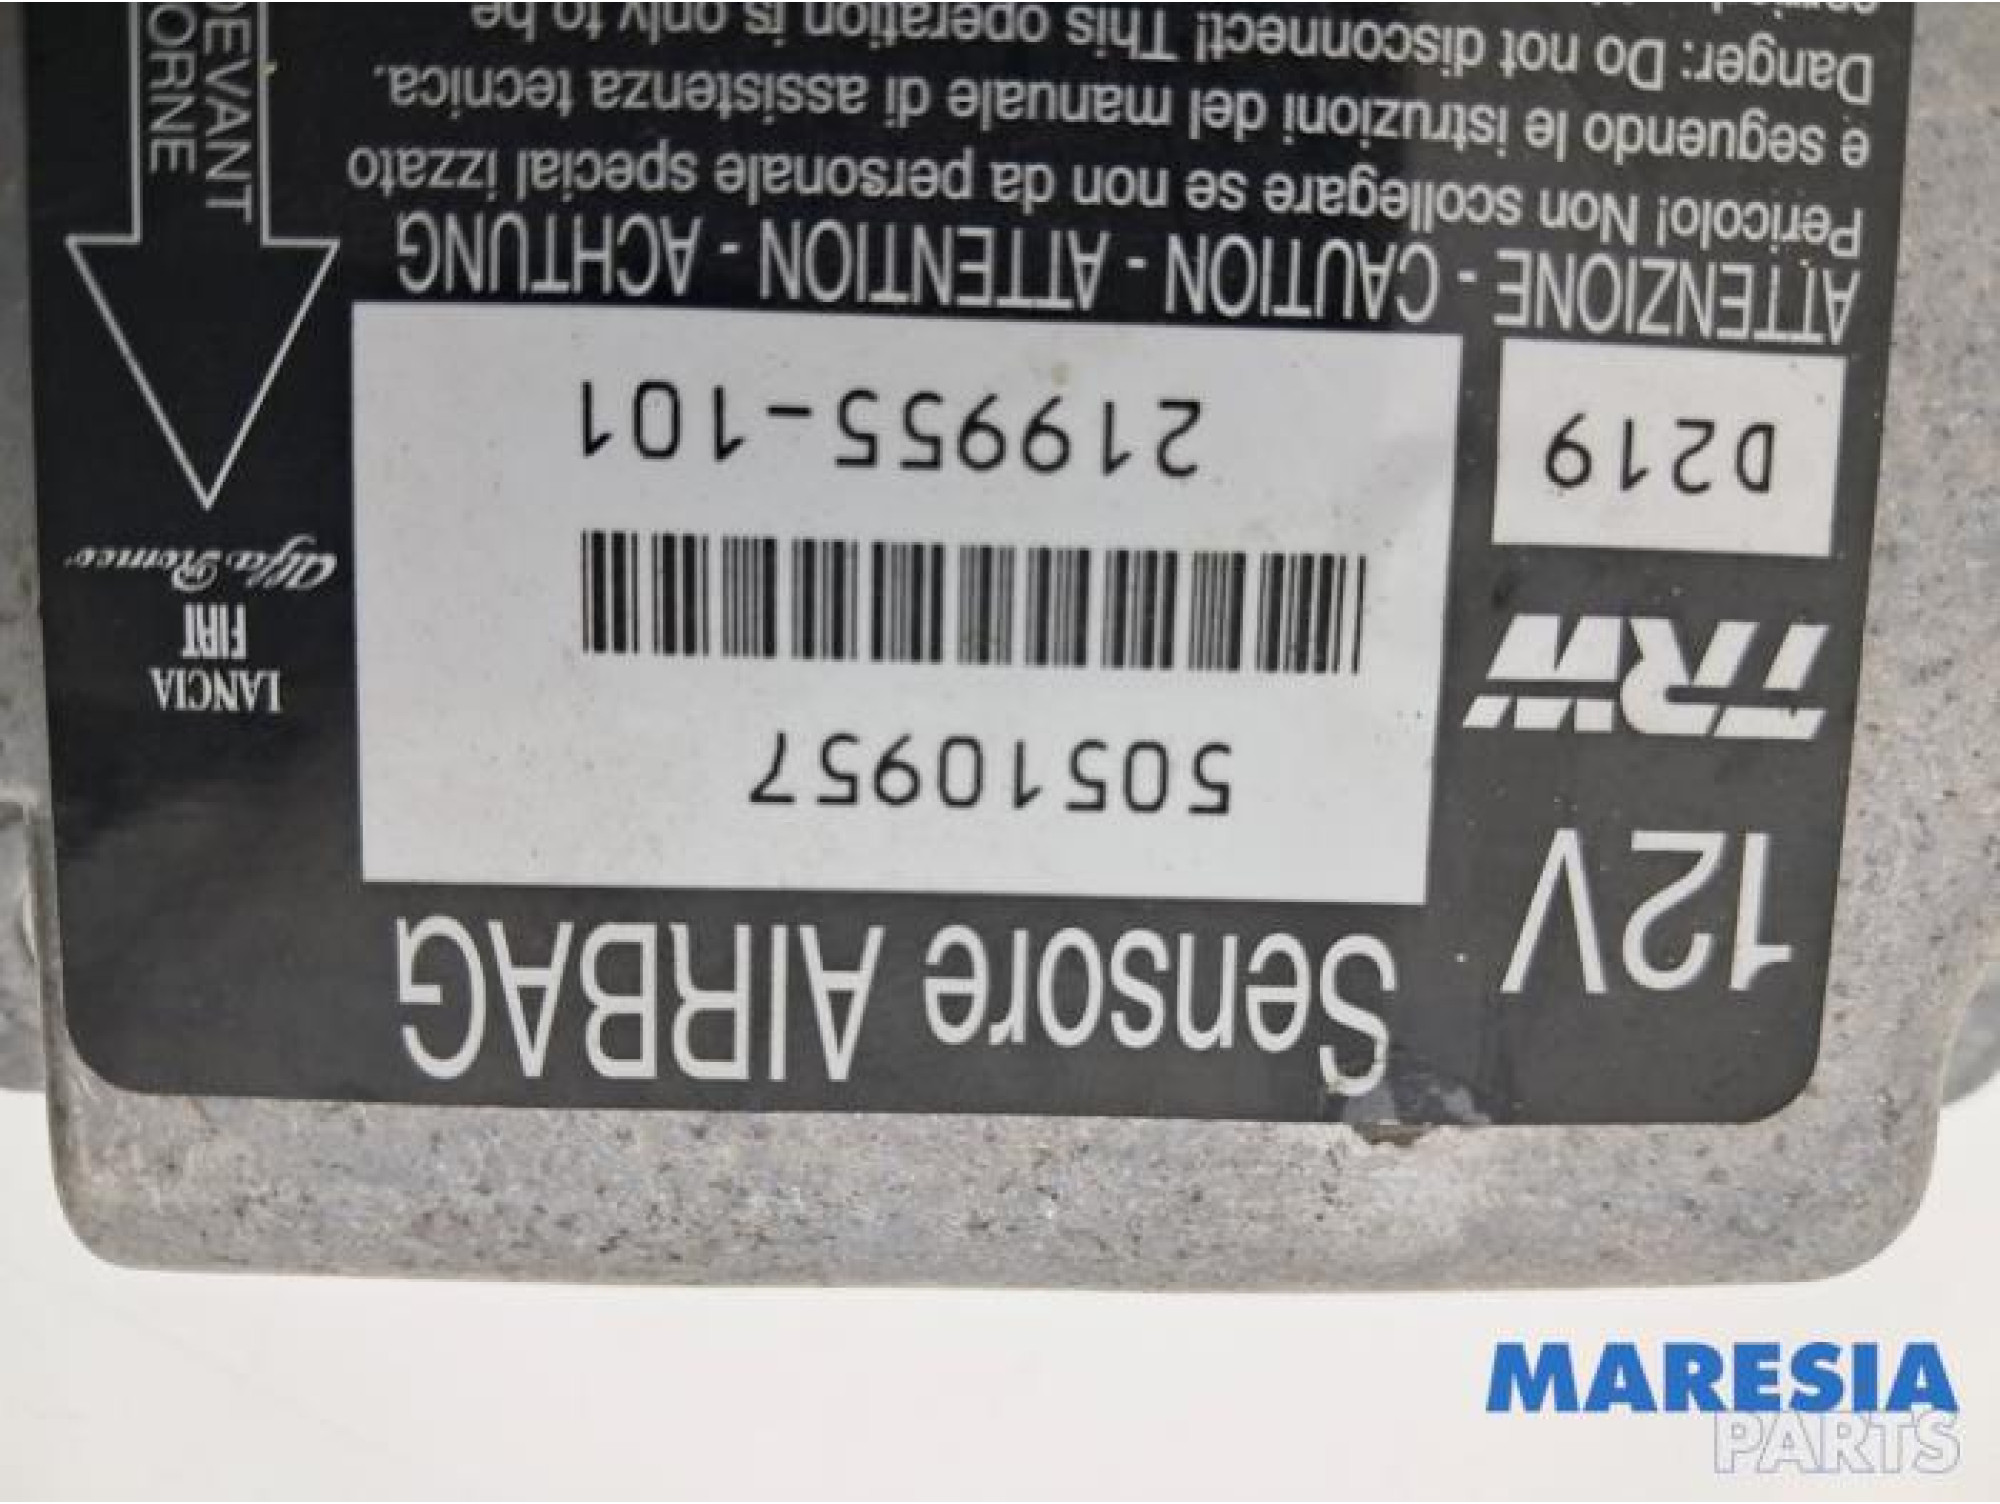 Sensore AIRBAG
12V
50510957
TRW
219955-101
D219
LANCIA
FIAT
Alfa Romeo
DEVANT
ORNE
ATTENZIONE - CAUTION - ATTENTION - ACHTUNG
Pericolo! Non scollegare se non da personale special izzato
e seguendo le istruzioni del manuale di assistenza tecnica.
Danger: Do not disconnect! This operation is only to be
MARESIA
PARTS